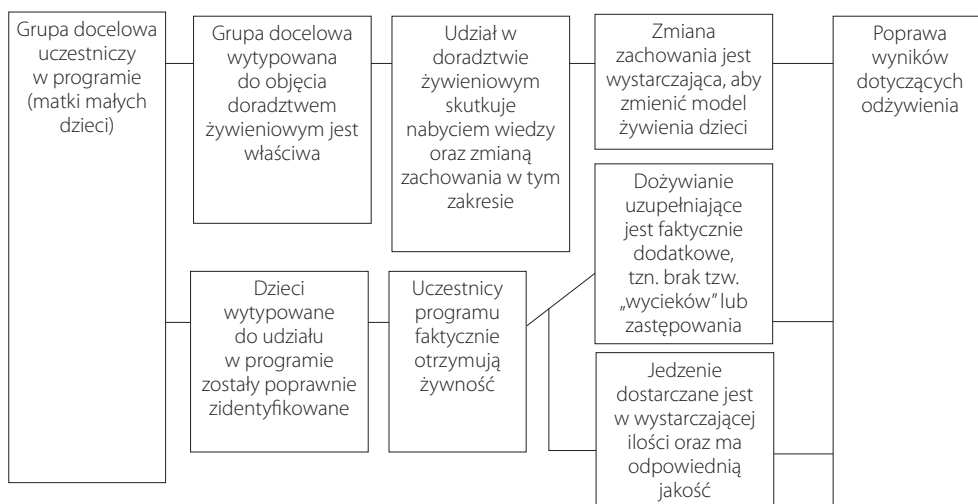 Grupa docelowa
uczestniczy
w programie
(matki małych
dzieci)
Grupa docelowa
wytypowana
do objęcia
doradztwem
żywieniowym jest
właściwa
Udział w
doradztwie
żywieniowym
skutkuje
nabyciem wiedzy
oraz zmianą
zachowania w tym
zakresie
Zmiana
zachowania jest
wystarczająca, aby
zmienić model
żywienia dzieci
Poprawa
wyników
dotyczących
odżywienia
Dzieci
wytypowane
do udziału
w programie
zostały poprawnie
zidentyfikowane
Uczestnicy
programu
faktycznie
otrzymują
żywność
Dożywianie
uzupełniające
jest faktycznie
dodatkowe,
tzn. brak tzw.
„wycieków” lub
zastępowania
Jedzenie
dostarczane jest
w wystarczającej
ilości oraz ma
odpowiednią
jakość